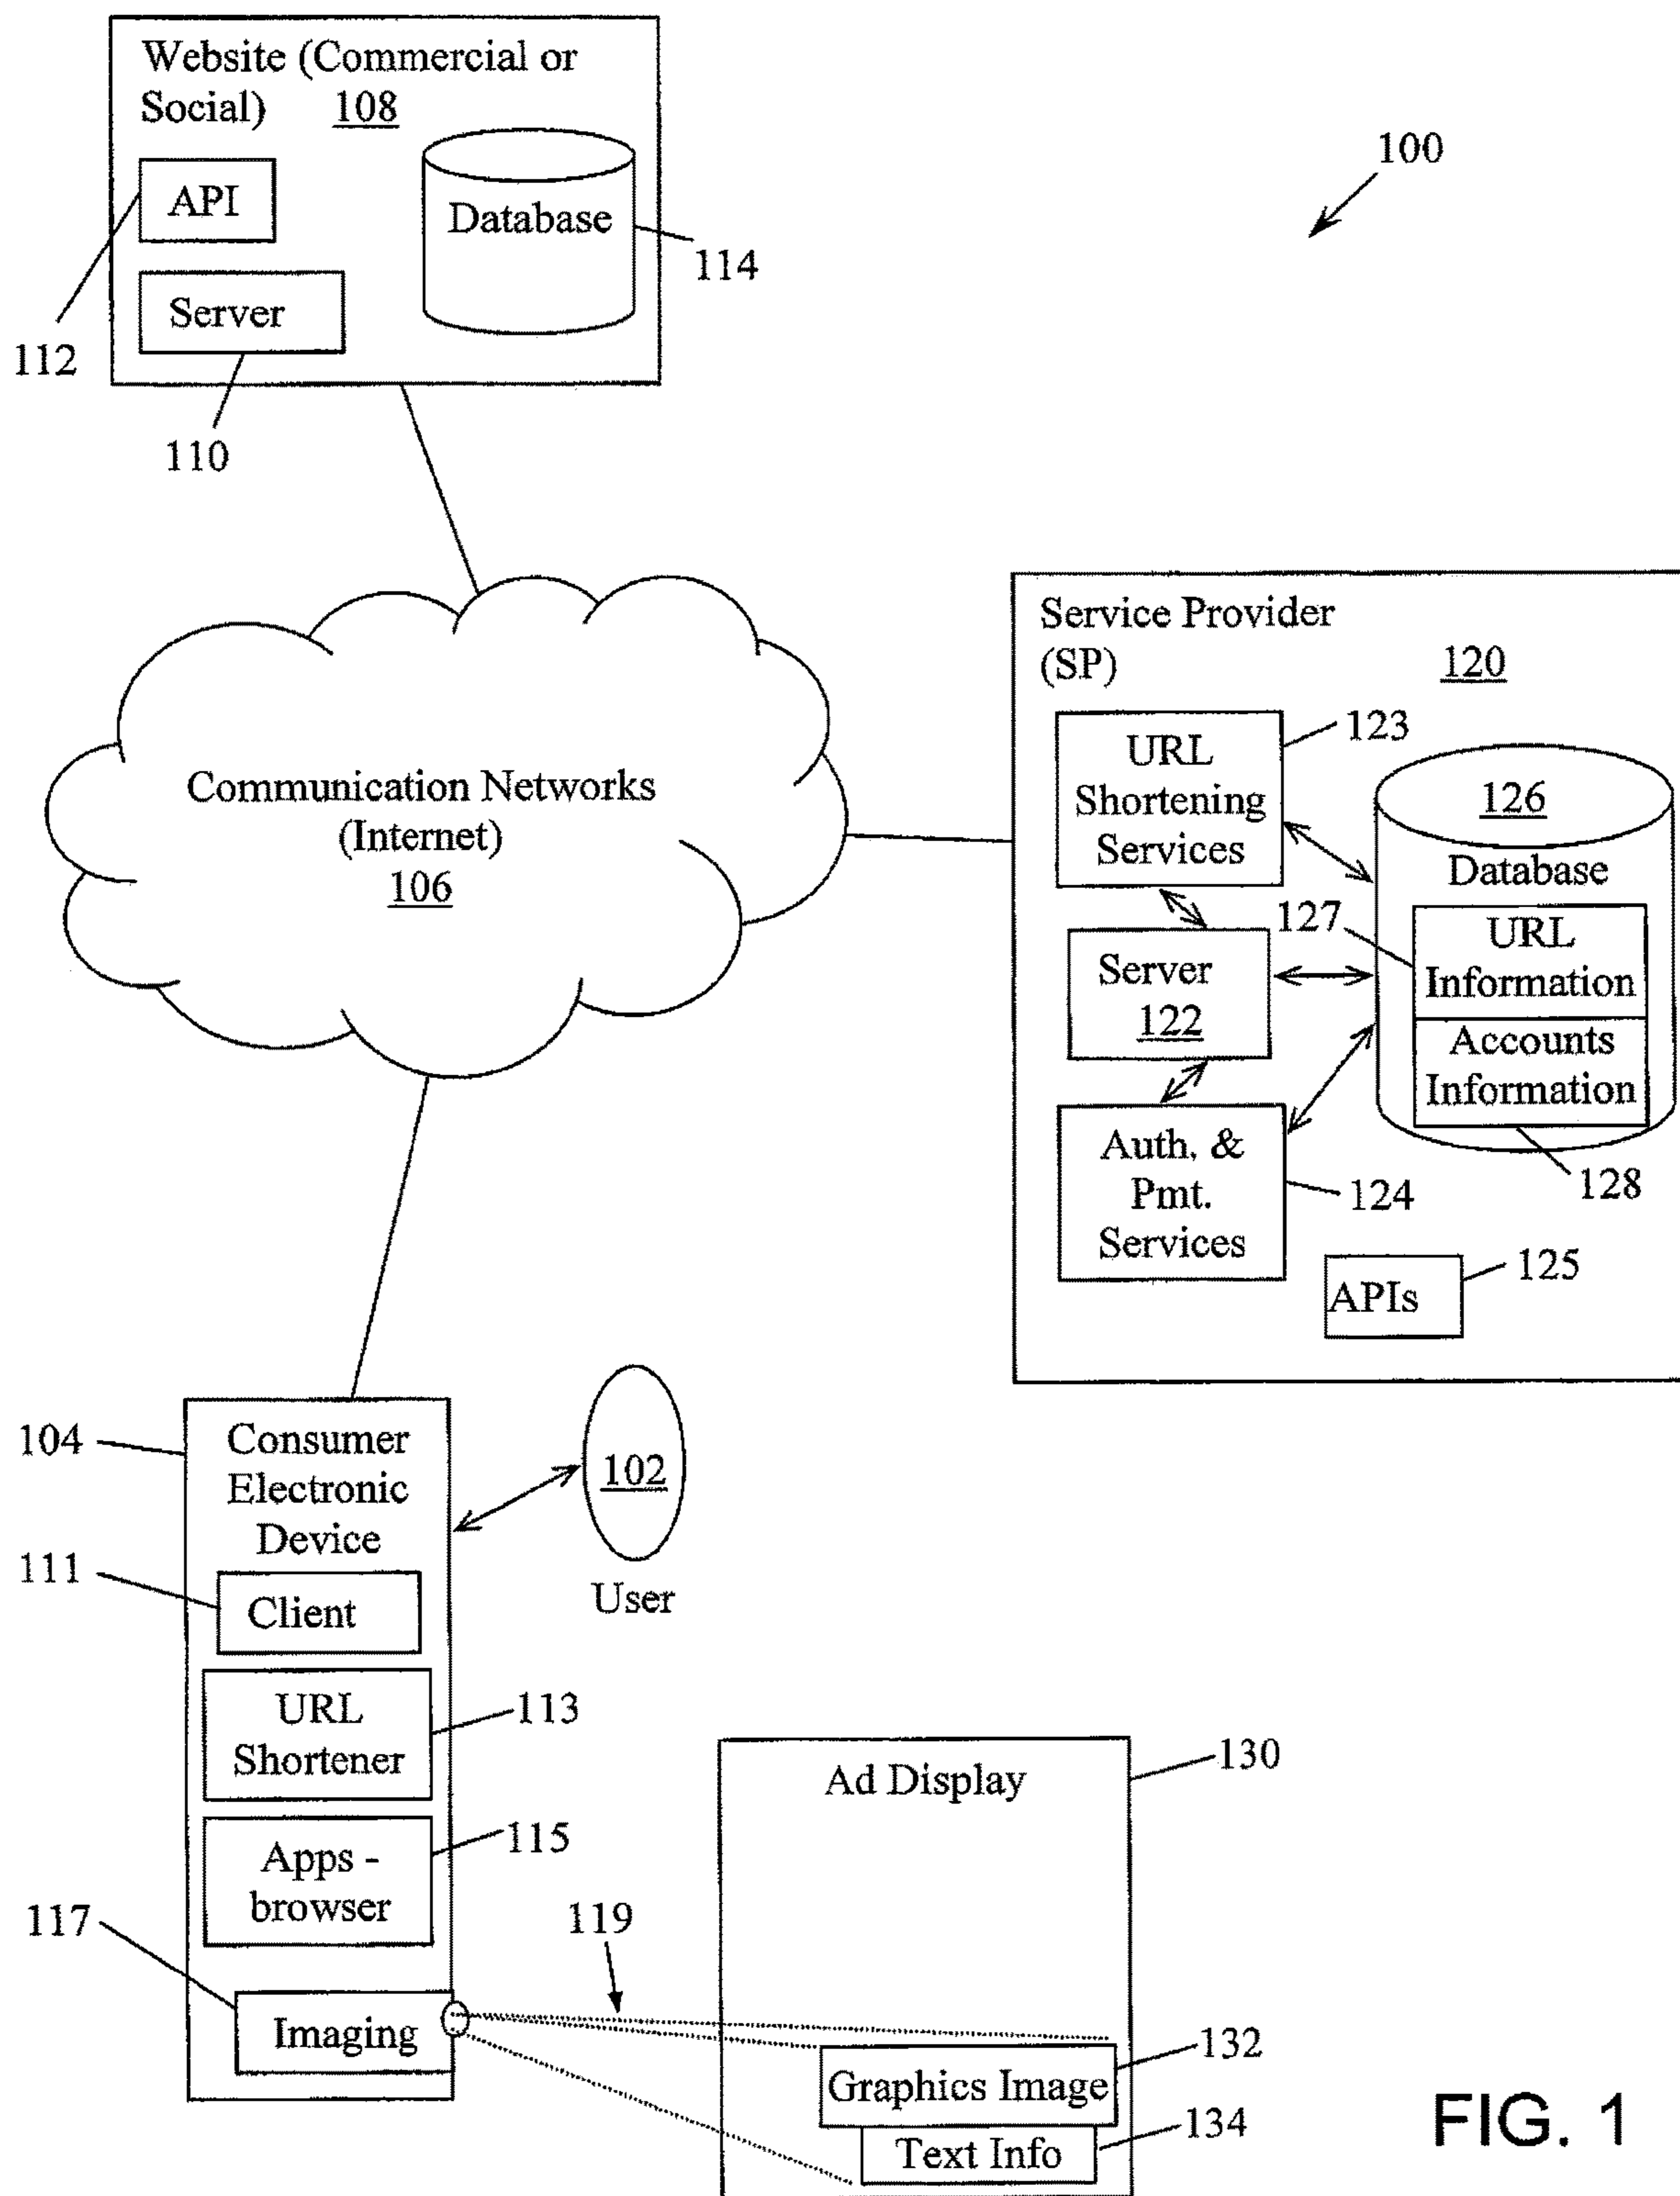 Website (Commercial or
Social) 108
API
Database
Server
112
114
110
100
Communication Networks
(Internet)
106
Service Provider
(SP)
120
URL
Shortening
Services
123
126
Database
127
URL
Information
Server
122
Accounts
Information
Auth. &
Pmt.
Services
124
128
APIs
125
104
Consumer
Electronic
Device
102
User
111
Client
URL
Shortener
113
Apps -
browser
115
117
Imaging
119
Ad Display
130
Graphics Image
132
Text Info
134
FIG. 1